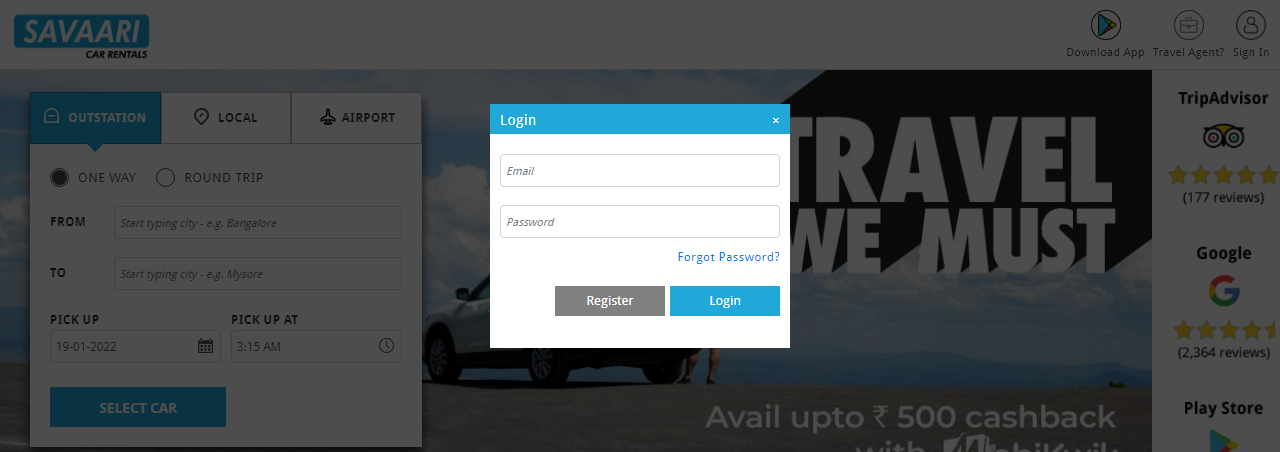 SAVAARI
CAR RENTALS
Download App
Travel Agent?
Sign In
OUTSTATION
LOCAL
AIRPORT
ONE WAY
ROUND TRIP
FROM
Start typing city - e.g. Bangalore
TO
Start typing city - e.g. Mysore
PICK UP
PICK UP AT
19-01-2022
3:15 AM
SELECT CAR
Login
×
Email
Password
Forgot Password?
Register
Login
TRAVEL
WE MUST
Avail upto ₹ 500 cashback
with MobiKwik
TripAdvisor
(177 reviews)
Google
(2,364 reviews)
Play Store